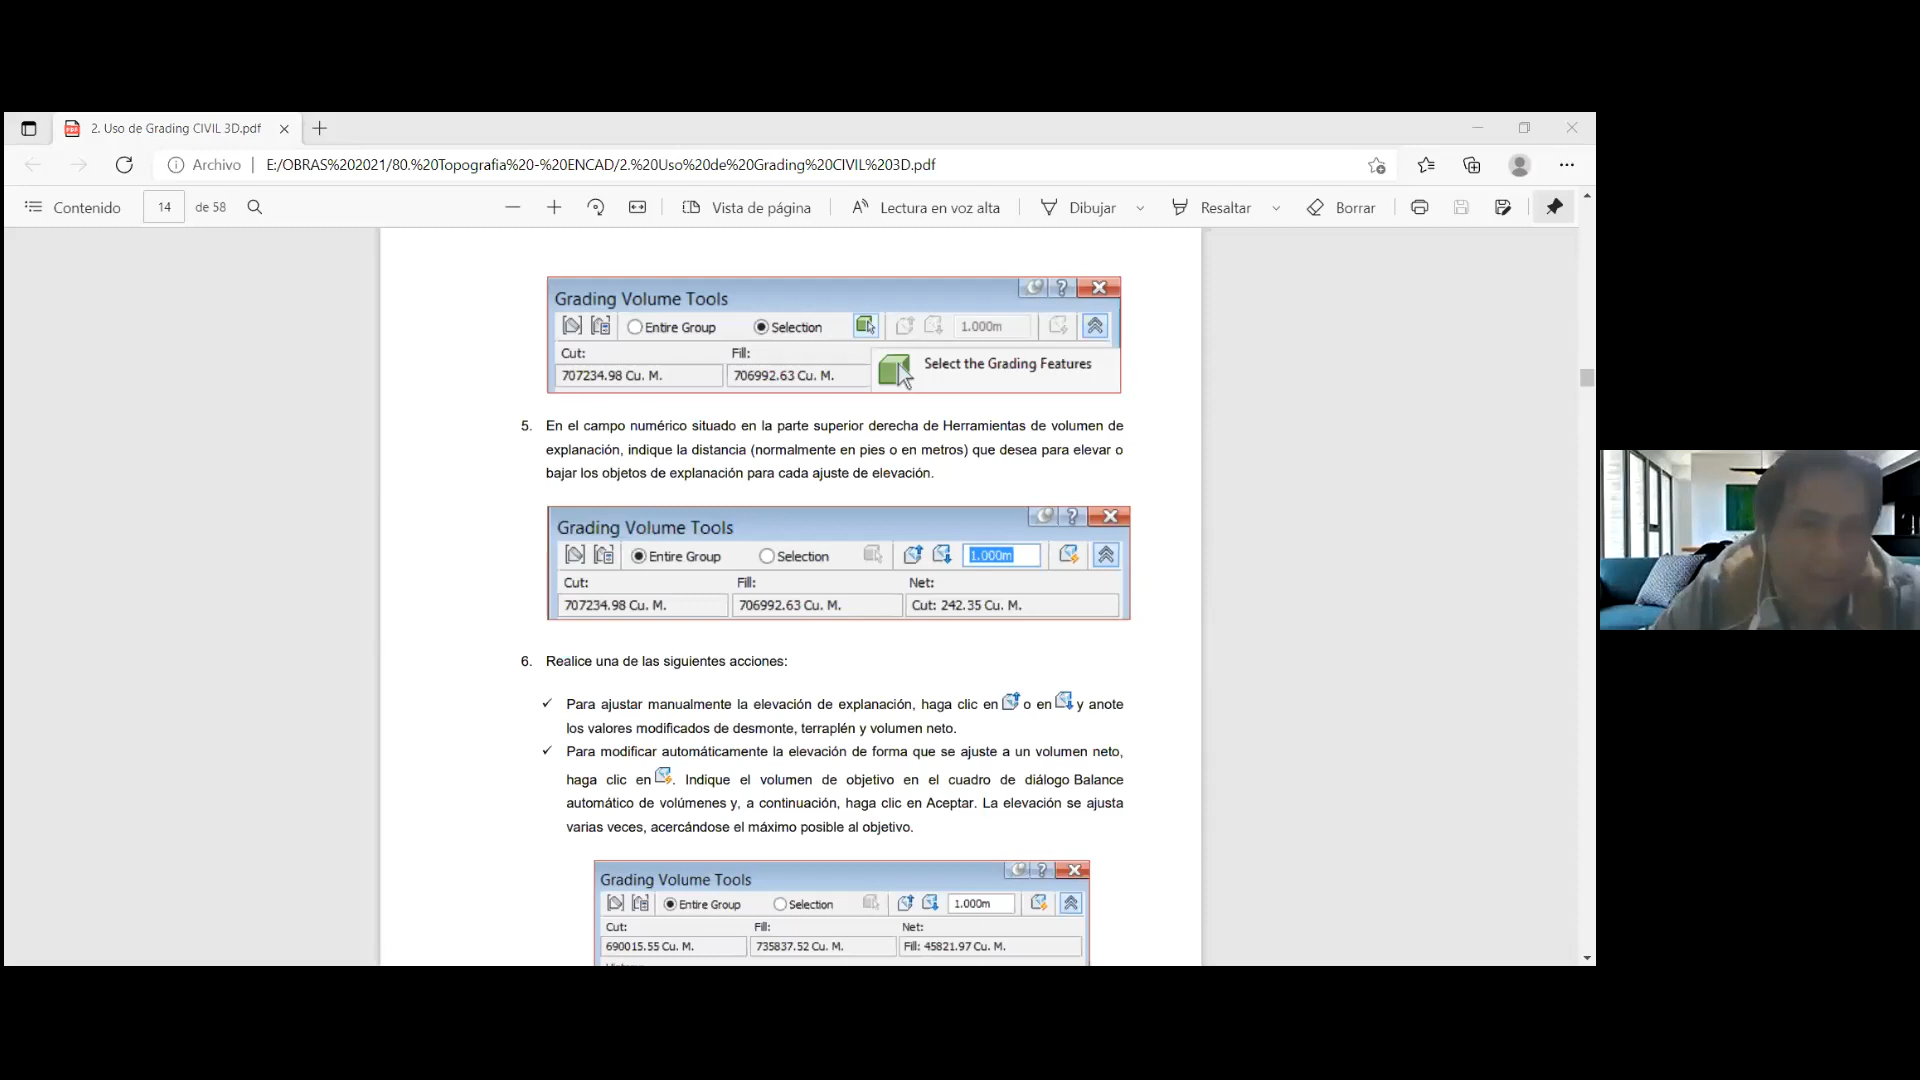 2. Uso de Grading CIVIL 3D.pdf
Archivo | E:/OBRAS%202021/80.%20Topografia%20-%20ENCAD/2.%20Uso%20de%20Grading%20CIVIL%203D.pdf
Contenido 14 de 58 Vista de página Lectura en voz alta Dibujar Resaltar Borrar
Grading Volume Tools
Entire Group Selection 1.000m
Cut: Fill:
707234.98 Cu. M. 706992.63 Cu. M. Select the Grading Features
5. En el campo numérico situado en la parte superior derecha de Herramientas de volumen de
explanación, indique la distancia (normalmente en pies o en metros) que desea para elevar o
bajar los objetos de explanación para cada ajuste de elevación.
Grading Volume Tools
Entire Group Selection 1.000m
Cut: Fill: Net:
707234.98 Cu. M. 706992.63 Cu. M. Cut: 242.35 Cu. M.
6. Realice una de las siguientes acciones:
✓ Para ajustar manualmente la elevación de explanación, haga clic en o en y anote
los valores modificados de desmonte, terraplén y volumen neto.
✓ Para modificar automáticamente la elevación de forma que se ajuste a un volumen neto,
haga clic en . Indique el volumen de objetivo en el cuadro de diálogo Balance
automático de volúmenes y, a continuación, haga clic en Aceptar. La elevación se ajusta
varias veces, acercándose el máximo posible al objetivo.
Grading Volume Tools
Entire Group Selection 1.000m
Cut: Fill: Net:
690015.55 Cu. M. 735837.52 Cu. M. Fill: 45821.97 Cu. M.